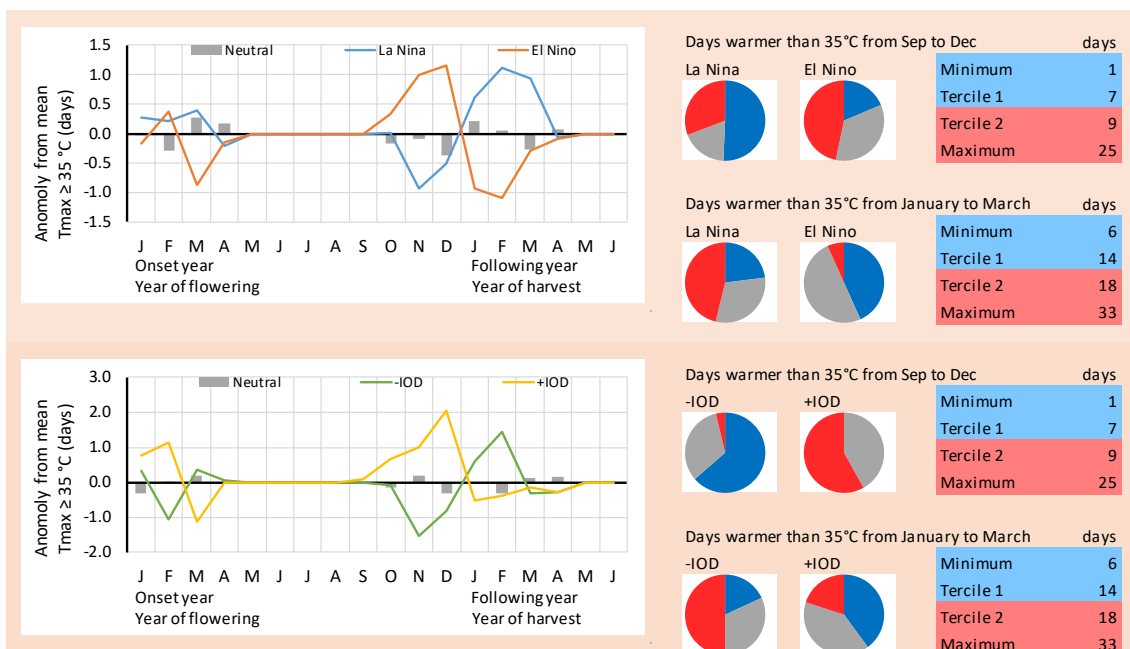 1.5
1.0
0.5
0.0
-0.5
-1.0
-1.5
Anomoly from mean
Tmax ≥ 35 °C (days)
Neutral La Nina El Nino
J F M A M J J A S O N D J F M A M J
Onset year Following year
Year of flowering Year of harvest
Days warmer than 35°C from Sep to Dec days
La Nina El Nino
Minimum 1
Tercile 1 7
Tercile 2 9
Maximum 25
Days warmer than 35°C from January to March days
La Nina El Nino
Minimum 6
Tercile 1 14
Tercile 2 18
Maximum 33
3.0
2.0
1.0
0.0
-1.0
-2.0
Anomoly from mean
Tmax ≥ 35 °C (days)
Neutral -IOD +IOD
J F M A M J J A S O N D J F M A M J
Onset year Following year
Year of flowering Year of harvest
Days warmer than 35°C from Sep to Dec days
-IOD +IOD
Minimum 1
Tercile 1 7
Tercile 2 9
Maximum 25
Days warmer than 35°C from January to March days
-IOD +IOD
Minimum 6
Tercile 1 14
Tercile 2 18
Maximum 33